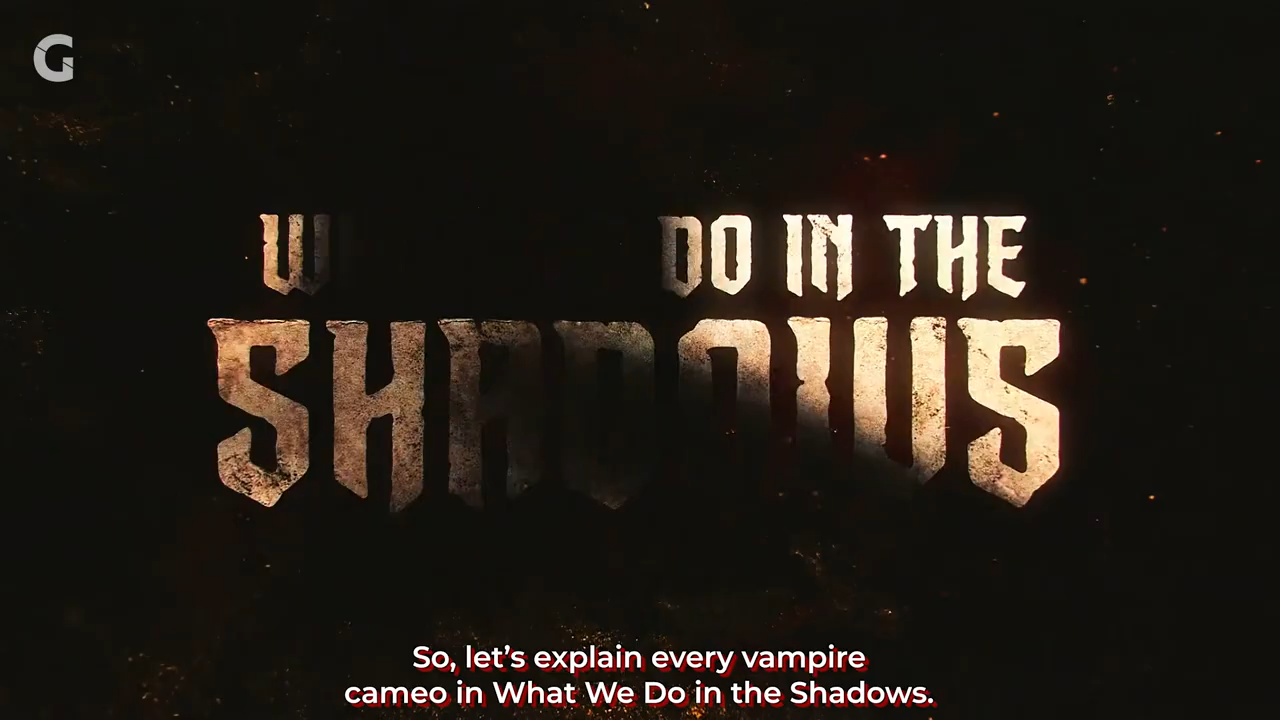 G
W DO IN THE
SHADOWS
So, let's explain every vampire
cameo in What We Do in the Shadows.